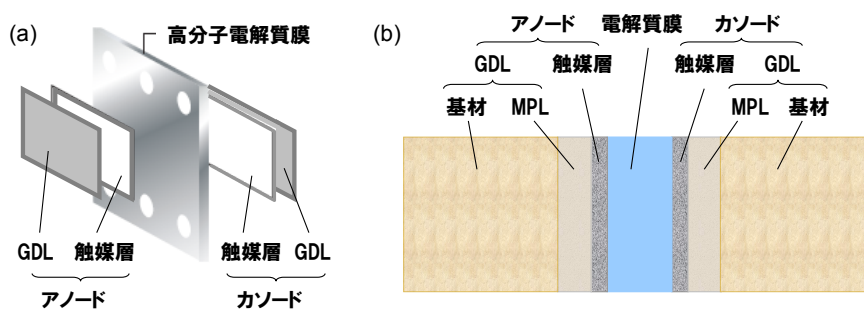 (a)
高分子電解質膜
GDL 触媒層 触媒層 GDL
アノード カソード
(b)
アノード 電解質膜 カソード
GDL 触媒層 触媒層 GDL
基材 MPL MPL 基材